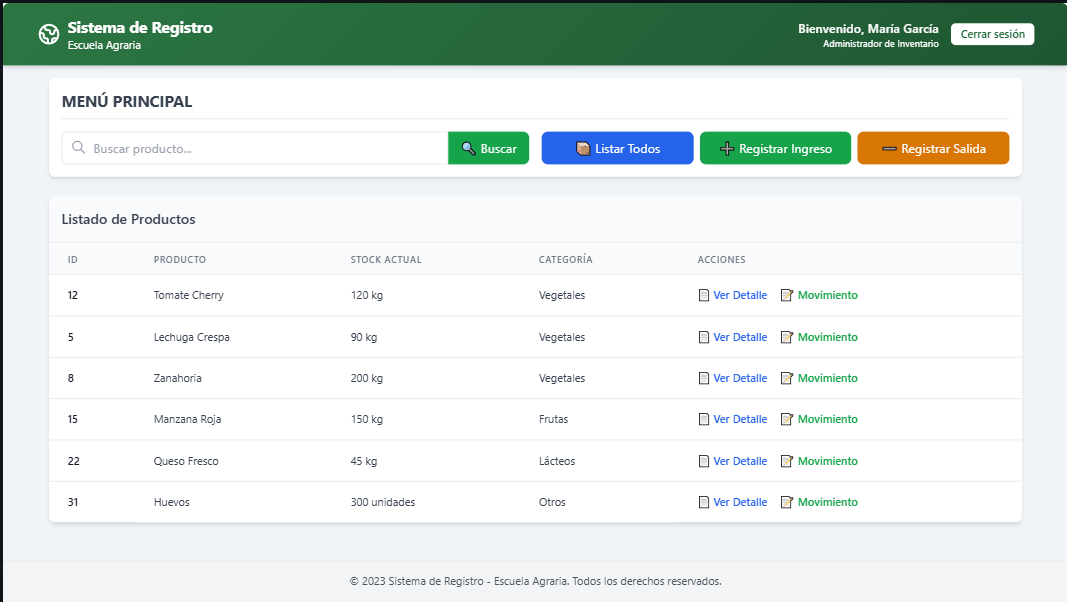 Sistema de Registro
Escuela Agraria
Bienvenido, María García
Administrador de Inventario
Cerrar sesión
MENÚ PRINCIPAL
Buscar producto...
Buscar
Listar Todos
Registrar Ingreso
Registrar Salida
Listado de Productos
ID PRODUCTO STOCK ACTUAL CATEGORÍA ACCIONES
12 Tomate Cherry 120 kg Vegetales Ver Detalle Movimiento
5 Lechuga Crespa 90 kg Vegetales Ver Detalle Movimiento
8 Zanahoria 200 kg Vegetales Ver Detalle Movimiento
15 Manzana Roja 150 kg Frutas Ver Detalle Movimiento
22 Queso Fresco 45 kg Lácteos Ver Detalle Movimiento
31 Huevos 300 unidades Otros Ver Detalle Movimiento
© 2023 Sistema de Registro - Escuela Agraria. Todos los derechos reservados.